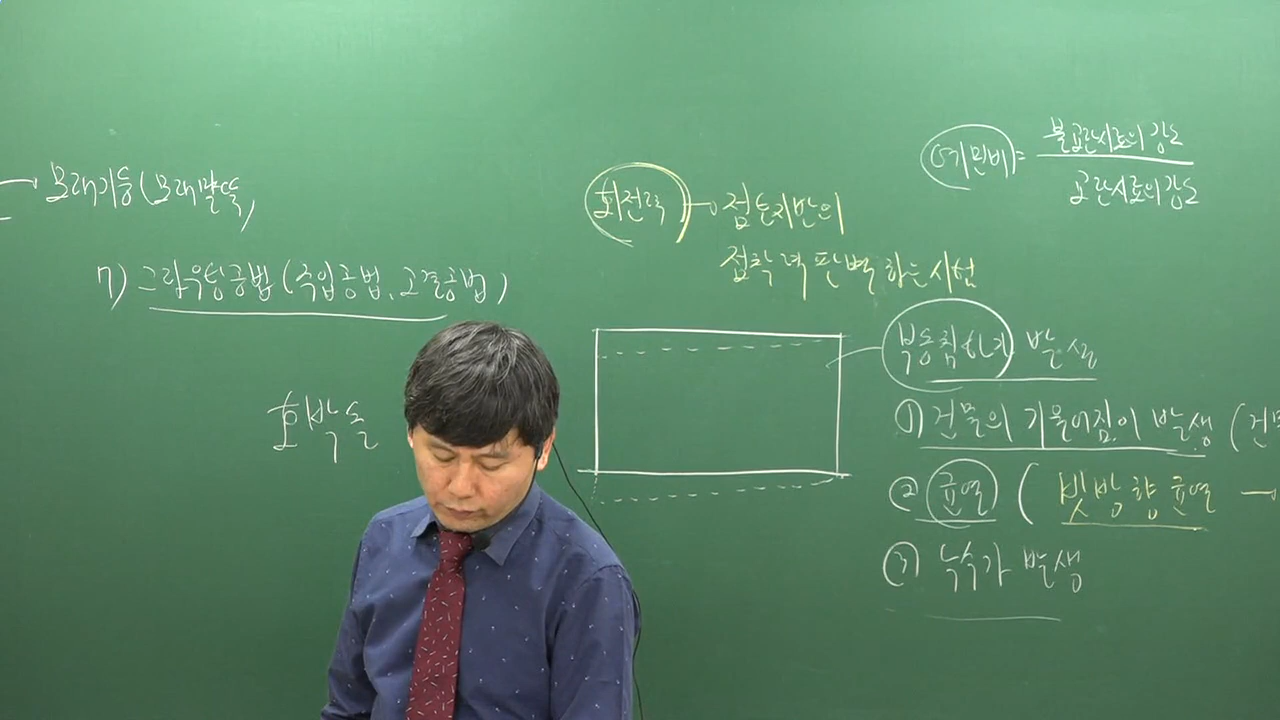 모래기둥(모래말뚝)
7) 그라우팅공법(주입공법, 고결공법)
회전력 → 점토지반의
점착력 판별하는 시험
예민비 = 불교란시료의 강도
교란시료의 강도
부동침하 발생
① 건물의 기울어짐이 발생 (건
② 균열 ( 빗방향 균열 →
③ 누수가 발생